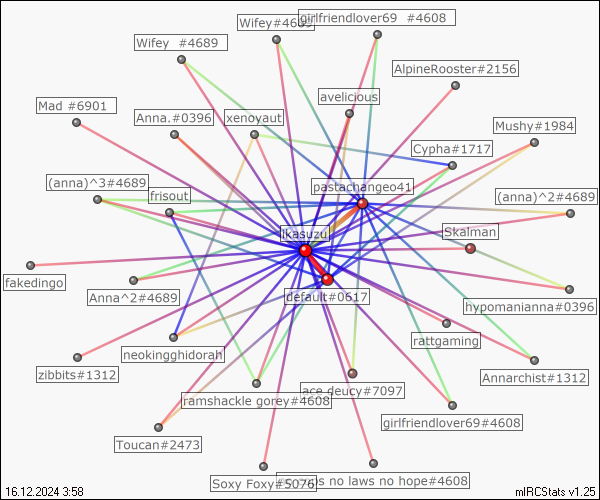 girlfriendlover69 #4608
Wifey#4689
Wifey #4689
AlpineRooster#2156
avelicious
Mad #6901
Anna.#0396
xenoyaut
Mushy#1984
Cypha#1717
(anna)^3#4689
pastachangeo41
frisout
(anna)^2#4689
ikasuzu
Skalman
fakedingo
Anna^2#4689
default#0617
hypomanianna#0396
rattgaming
neokingghidorah
zibbits#1312
Annarchist#1312
ace deucy#7097
ramshackle gorey#4608
girlfriendlover69#4608
Toucan#2473
Soxy Foxy#5076
no laws no hope#4608
16.12.2024 3:58
mIRCStats v1.25